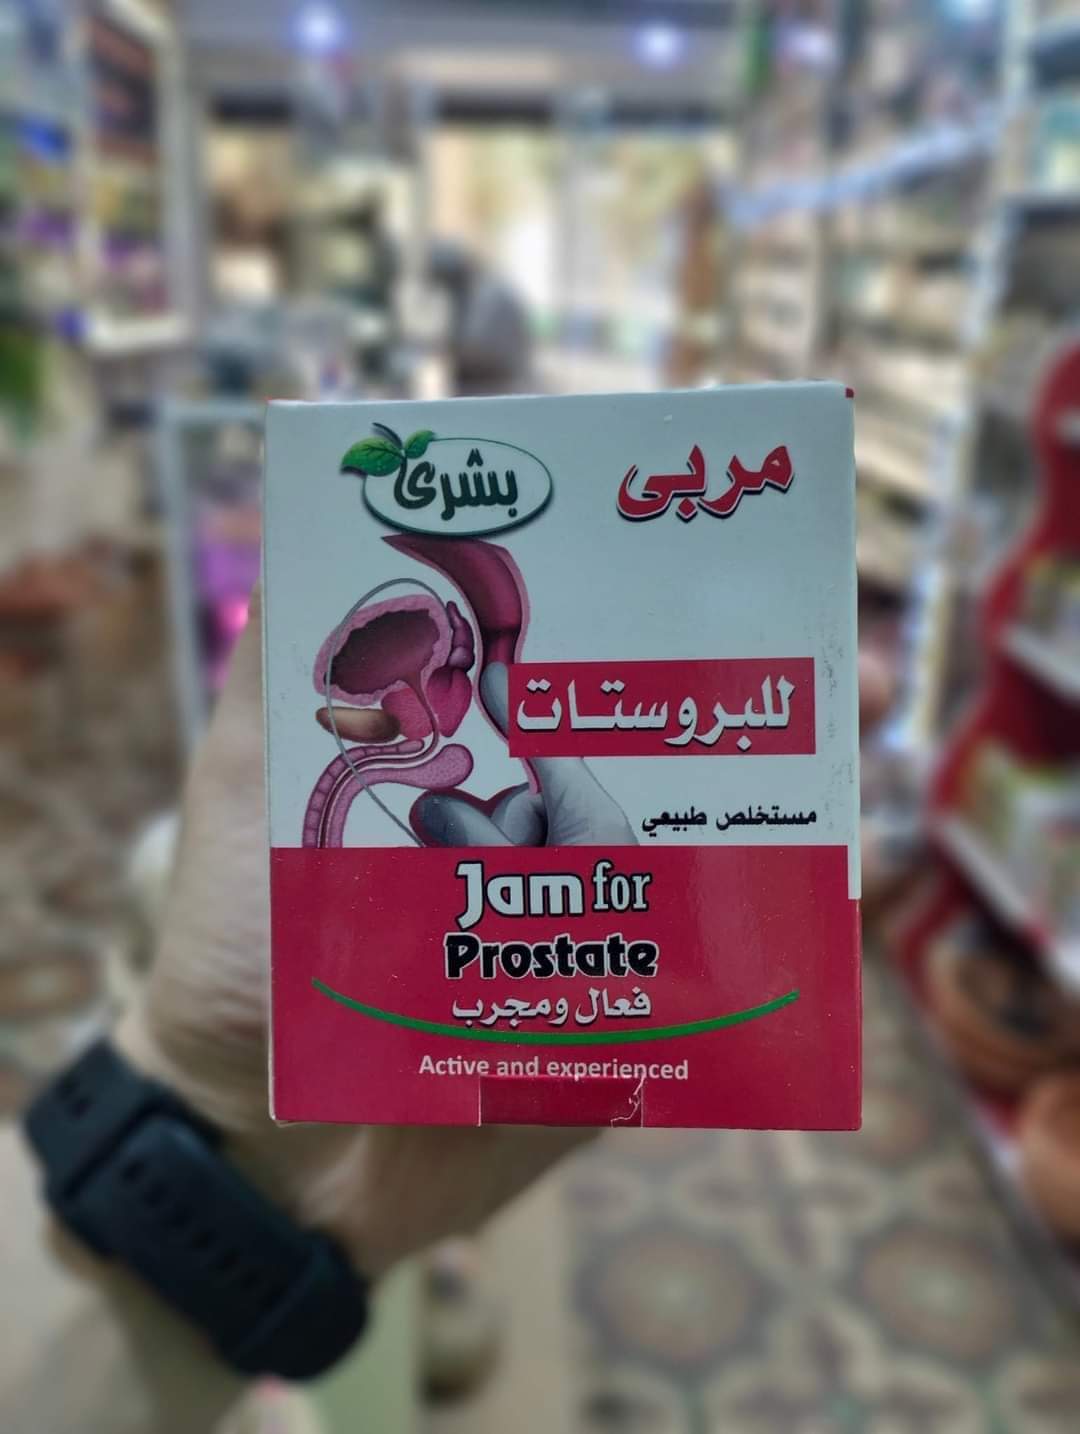 بشرى
مربى
للبروستات
مستخلص طبيعي
Jam for
Prostate
فعال ومجرب
Active and experienced